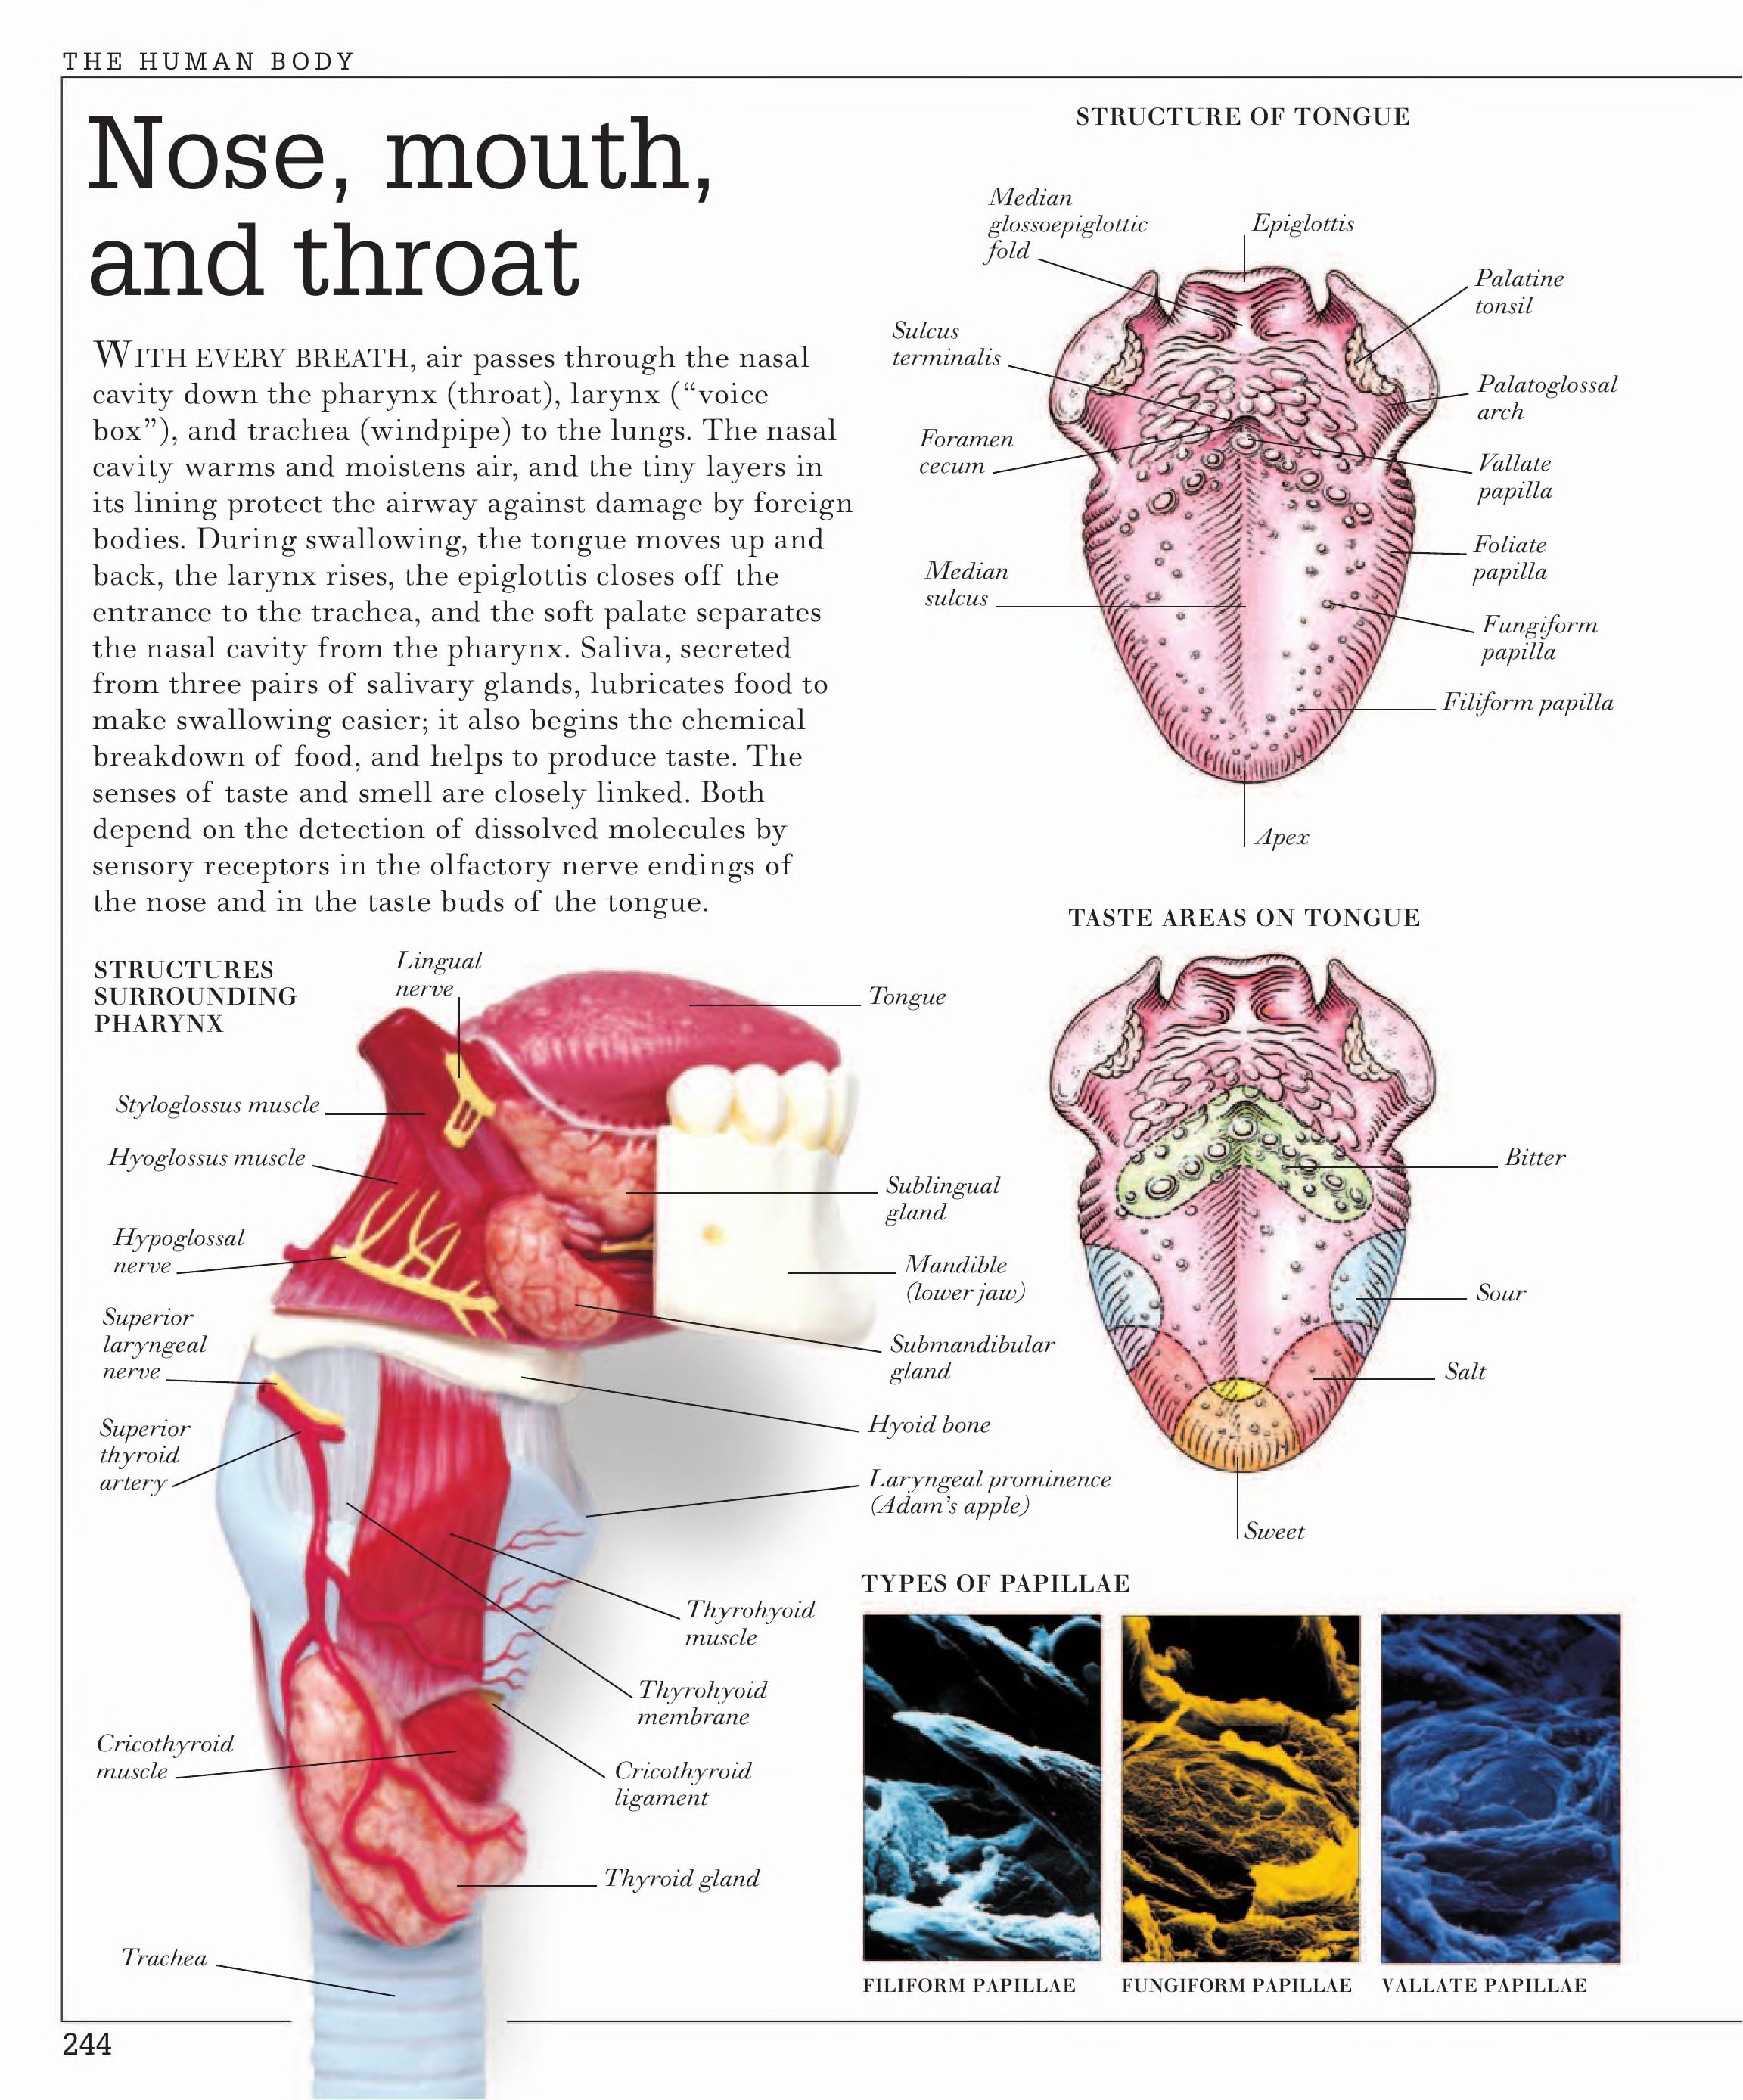 THE HUMAN BODY
Nose, mouth,
and throat
WITH EVERY BREATH, air passes through the nasal
cavity down the pharynx (throat), larynx (“voice
box”), and trachea (windpipe) to the lungs. The nasal
cavity warms and moistens air, and the tiny layers in
its lining protect the airway against damage by foreign
bodies. During swallowing, the tongue moves up and
back, the larynx rises, the epiglottis closes off the
entrance to the trachea, and the soft palate separates
the nasal cavity from the pharynx. Saliva, secreted
from three pairs of salivary glands, lubricates food to
make swallowing easier; it also begins the chemical
breakdown of food, and helps to produce taste. The
senses of taste and smell are closely linked. Both
depend on the detection of dissolved molecules by
sensory receptors in the olfactory nerve endings of
the nose and in the taste buds of the tongue.
STRUCTURE OF TONGUE
Median
glossoepiglottic
fold
Epiglottis
Palatine
tonsil
Sulcus
terminalis
Palatoglossal
arch
Foramen
cecum
Vallate
papilla
Foliate
papilla
Median
sulcus
Fungiform
papilla
Filiform papilla
Apex
STRUCTURES
SURROUNDING
PHARYNX
Lingual
nerve
Tongue
Styloglossus muscle
Hyoglossus muscle
Sublingual
gland
Hypoglossal
nerve
Mandible
(lower jaw)
Superior
laryngeal
nerve
Submandibular
gland
Superior
thyroid
artery
Hyoid bone
Laryngeal prominence
(Adam’s apple)
Thyrohyoid
muscle
Thyrohyoid
membrane
Cricothyroid
muscle
Cricothyroid
ligament
Thyroid gland
Trachea
TASTE AREAS ON TONGUE
Bitter
Sour
Salt
Sweet
TYPES OF PAPILLAE
FILIFORM PAPILLAE
FUNGIFORM PAPILLAE
VALLATE PAPILLAE
244